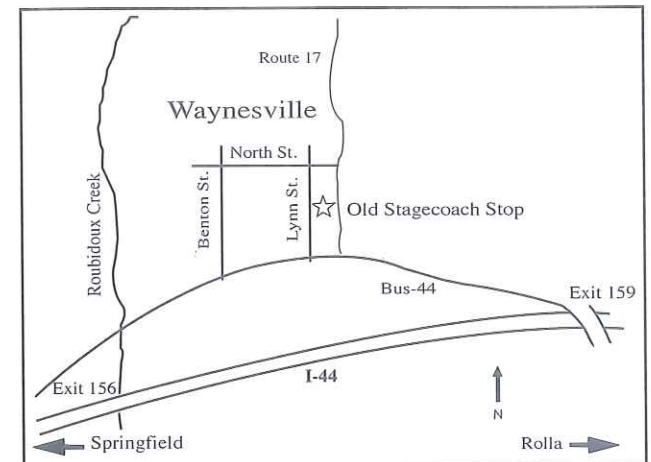 Route 17
Waynesville
North St.
Benton St.
Lynn St.
Roubidoux Creek
Old Stagecoach Stop
Bus-44
Exit 159
I-44
Exit 156
N
Springfield
Rolla